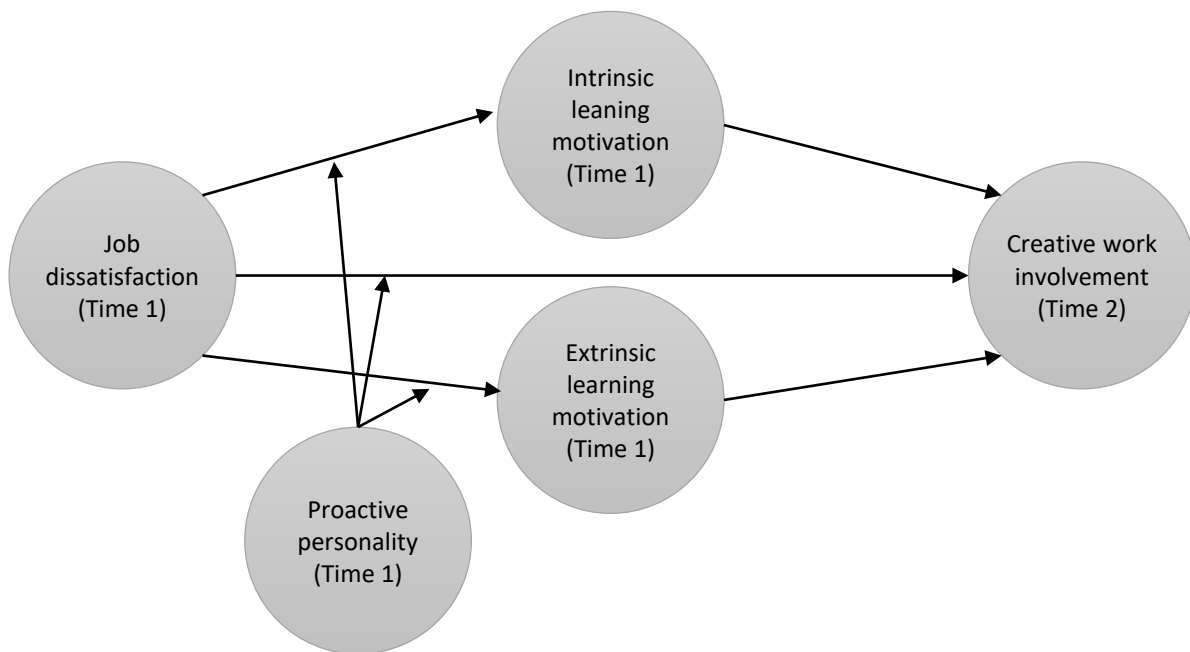 Intrinsic
leaning
motivation
(Time 1)
Job
dissatisfaction
(Time 1)
Creative work
involvement
(Time 2)
Extrinsic
learning
motivation
(Time 1)
Proactive
personality
(Time 1)